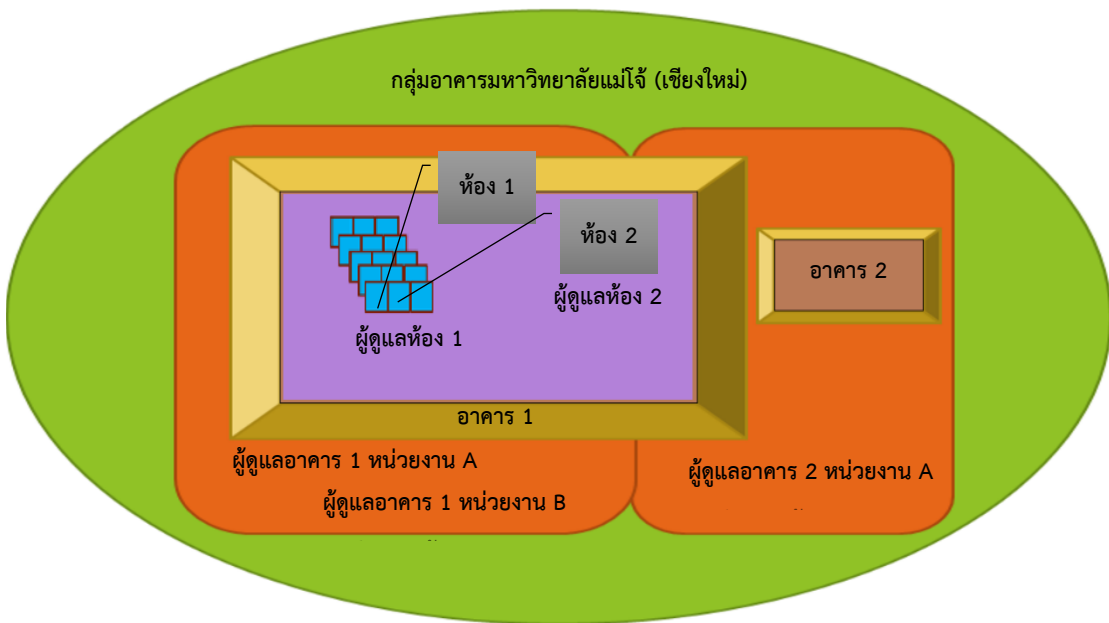 กลุ่มอาคารมหาวิทยาลัยแม่โจ้ (เชียงใหม่)
ห้อง 1
ห้อง 2
อาคาร 2
ผู้ดูแลห้อง 2
ผู้ดูแลห้อง 1
อาคาร 1
ผู้ดูแลอาคาร 1 หน่วยงาน A
ผู้ดูแลอาคาร 2 หน่วยงาน A
ผู้ดูแลอาคาร 1 หน่วยงาน B